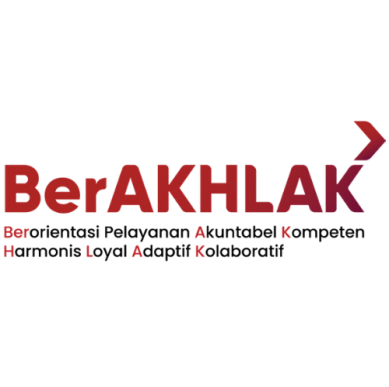 BerAKHLAK
Berorientasi Pelayanan Akuntabel Kompeten
Harmonis Loyal Adaptif Kolaboratif